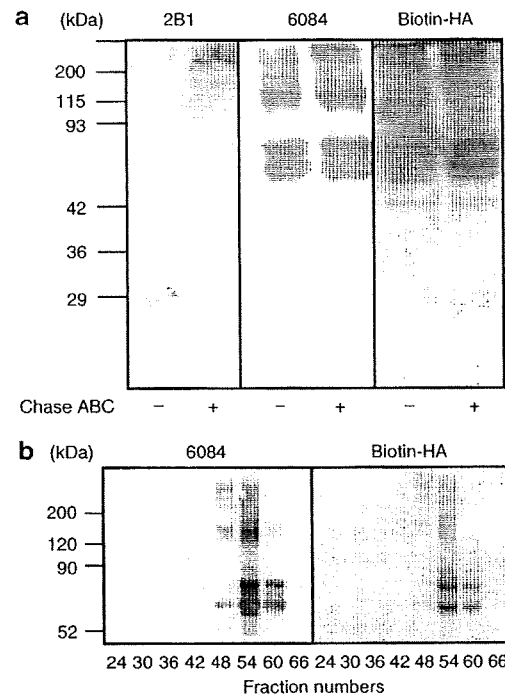 a (kDa) 2B1 6084 Biotin-HA
200
115
93
42
36
29
Chase ABC − + − + − +
b (kDa) 6084 Biotin-HA
200
120
90
52
24 30 36 42 48 54 60 66 24 30 36 42 48 54 60 66
Fraction numbers